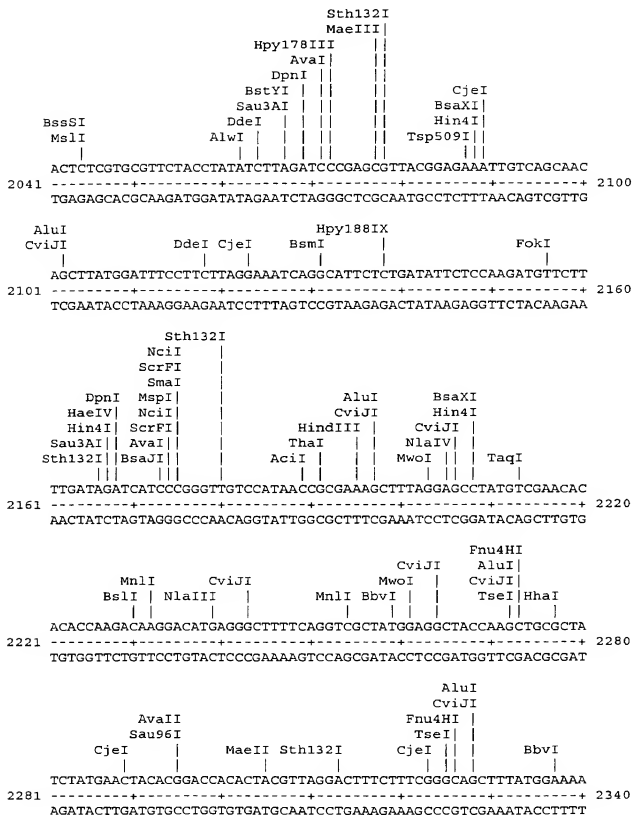 Sth132I
MaeIII
Hpy178III
AvaI
DpnI
BstYI CjeI
Sau3AI BsaXI
BssSI DdeI Hin4I
MslI AlwI Tsp509I
ACTCTCGTGCGTTCTACCTATATCTTAGATCCCGAGCGTTACGGAGAAATTGTCAGCAAC
2041 ---------+---------+---------+---------+---------+---------+ 2100
TGAGAGCACGCAAGATGGATATAGAATCTAGGGCTCGCAATGCCTCTTTAACAGTCGTTG
AluI Hpy188IX
CviJI DdeI CjeI BsmI FokI
AGCTTATGGATTTCCTTCTTAGGAAATCAGGCATTCTCTGATATTCTCCAAGATGTTCTT
2101 ---------+---------+---------+---------+---------+---------+ 2160
TCGAATACCTAAAGGAAGAATCCTTTAGTCCGTAAGAGACTATAAGAGGTTCTACAAGAA
Sth132I
NciI
ScrFI
SmaI
DpnI MspI AluI BsaXI
HaeIV NciI CviJI Hin4I
Hin4I ScrFI HindIII CviJI
Sau3AI AvaI ThaI NlaIV
Sth132I BsaJI AciI MwoI TaqI
TTGATAGATCATCCCGGGTTGTCCATAACCGCGAAAGCTTTAGGAGCCTATGTCGAACAC
2161 ---------+---------+---------+---------+---------+---------+ 2220
AACTATCTAGTAGGGCCCAACAGGTATTGGCGCTTTCGAAATCCTCGGATACAGCTTGTG
Fnu4HI
CviJI AluI
MnlI CviJI MwoI CviJI
BslI NlaIII MnlI BbvI TseI HhaI
ACACCAAGACAAGGACATGAGGGCTTTTCAGGTCGCTATGGAGGCTACCAAGCTGCGCTA
2221 ---------+---------+---------+---------+---------+---------+ 2280
TGTGGTTCTGTTCCTGTACTCCCGAAAAGTCCAGCGATACCTCCGATGGTTCGACGCGAT
AluI
CviJI
AvaII Fnu4HI
Sau96I TseI
CjeI MaeII Sth132I CjeI BbvI
TCTATGAACTACACGGACCACACTACGTTAGGACTTTCTTTCGGGCAGCTTTATGGAAAA
2281 ---------+---------+---------+---------+---------+---------+ 2340
AGATACTTGATGTGCCTGGTGTGATGCAATCCTGAAAGAAAGCCCGTCGAAATACCTTTT